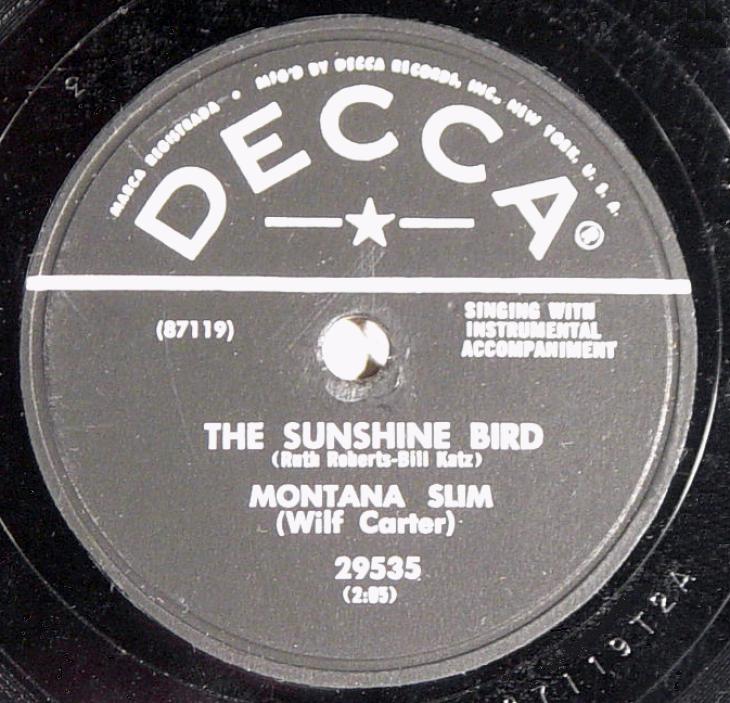 MARCA REGISTRADA • MFG'D BY DECCA RECORDS, INC., NEW YORK, U. S. A.
DECCA ®
(87119)
SINGING WITH
INSTRUMENTAL
ACCOMPANIMENT
THE SUNSHINE BIRD
(Ruth Roberts-Bill Katz)
MONTANA SLIM
(Wilf Carter)
29535
(2:05)
87119T2A